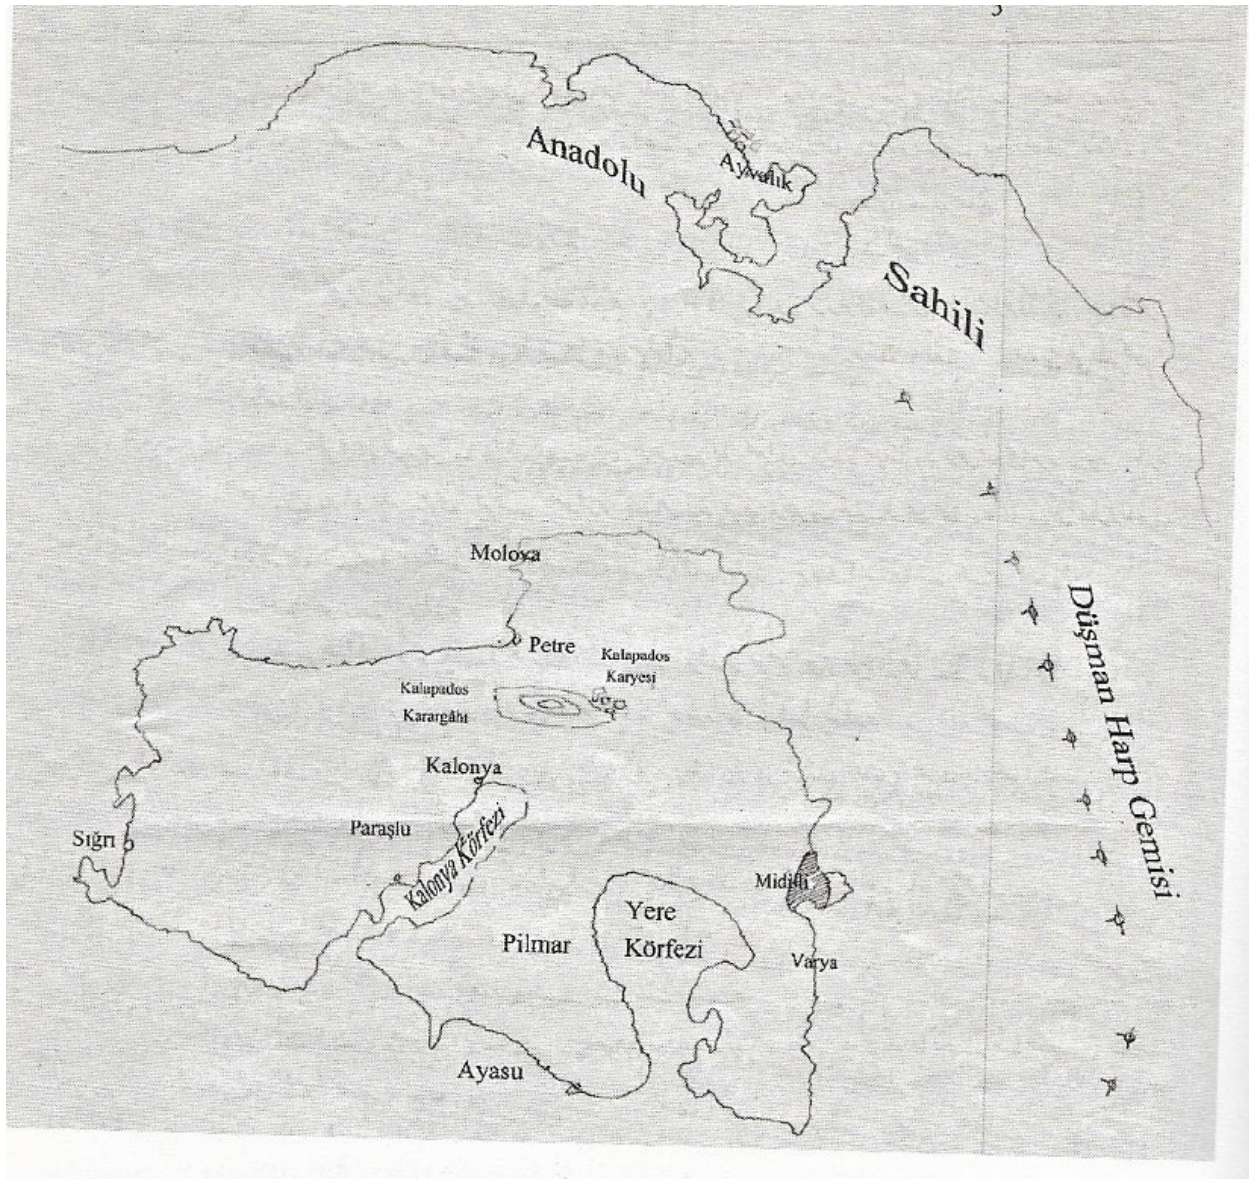 Anadolu
Ayvalık
Sahili
Molova
Düşman Harp Gemisi
Petre
Kalapados
Karyesi
Kalapados
Karargâhı
Kalonya
Paraşlu
Kalonya Körfezi
Sığrı
Midilli
Yere
Körfezi
Pilmar
Varya
Ayasu